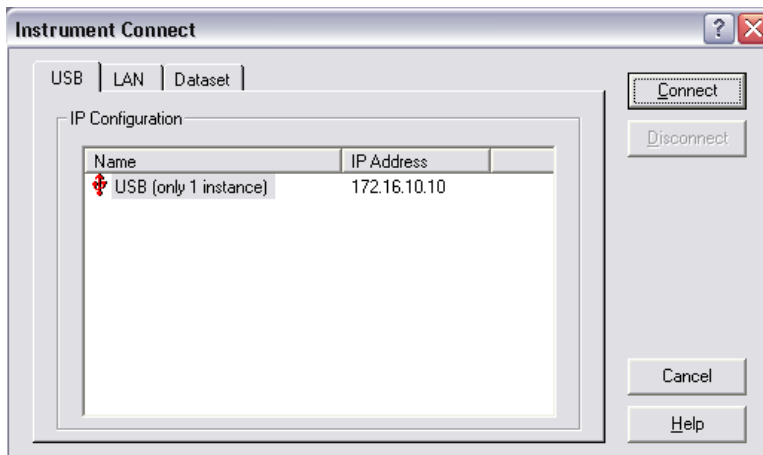 Instrument Connect
USB LAN Dataset
Connect
IP Configuration
Disconnect
Name IP Address
USB (only 1 instance) 172.16.10.10
Cancel
Help